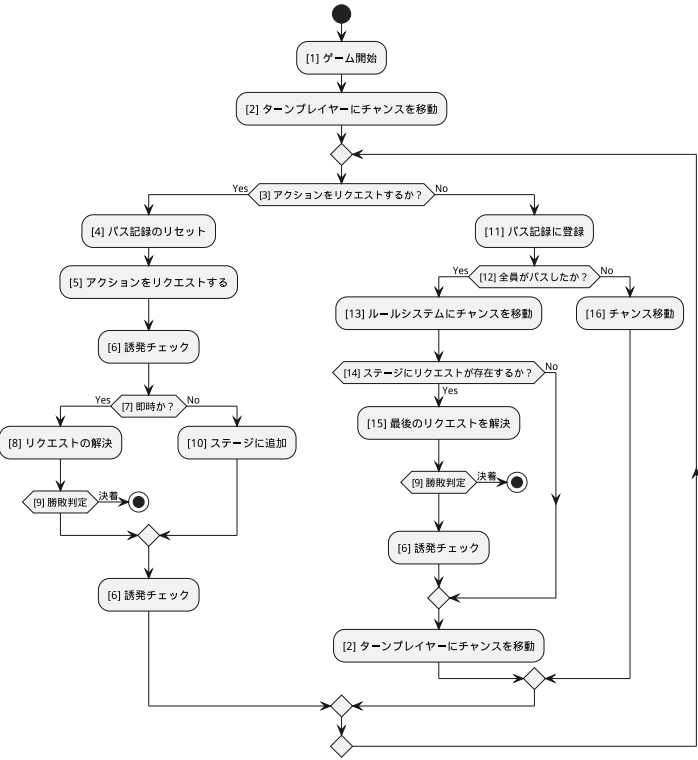 [1] ゲーム開始
[2] ターンプレイヤーにチャンスを移動
[3] アクションをリクエストするか？
Yes
No
[4] パス記録のリセット
[5] アクションをリクエストする
[6] 誘発チェック
[7] 即時か？
Yes
No
[8] リクエストの解決
[10] ステージに追加
[9] 勝敗判定
決着
[6] 誘発チェック
[11] パス記録に登録
[12] 全員がパスしたか？
Yes
No
[13] ルールシステムにチャンスを移動
[16] チャンス移動
[14] ステージにリクエストが存在するか？
No
Yes
[15] 最後のリクエストを解決
[9] 勝敗判定
決着
[6] 誘発チェック
[2] ターンプレイヤーにチャンスを移動